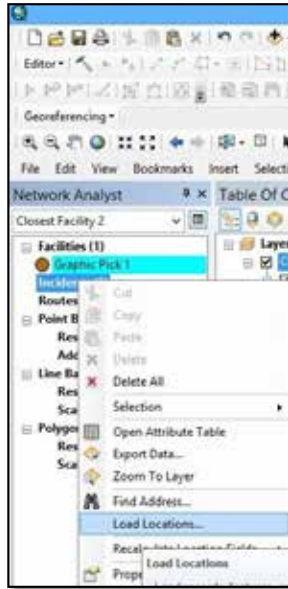 Editor
Georeferencing
File Edit View Bookmarks Insert Selecti
Network Analyst
Table Of C
Closest Facility 2
Layer
Facilities (1)
Graphic Pick 1
Routes
Point B
Res
Add
Line Ba
Res
Sca
Polygon
Res
Sca
Cut
Copy
Paste
Delete
Delete All
Selection
Open Attribute Table
Export Data...
Zoom To Layer
Find Address...
Load Locations...
Load Locations
Prope